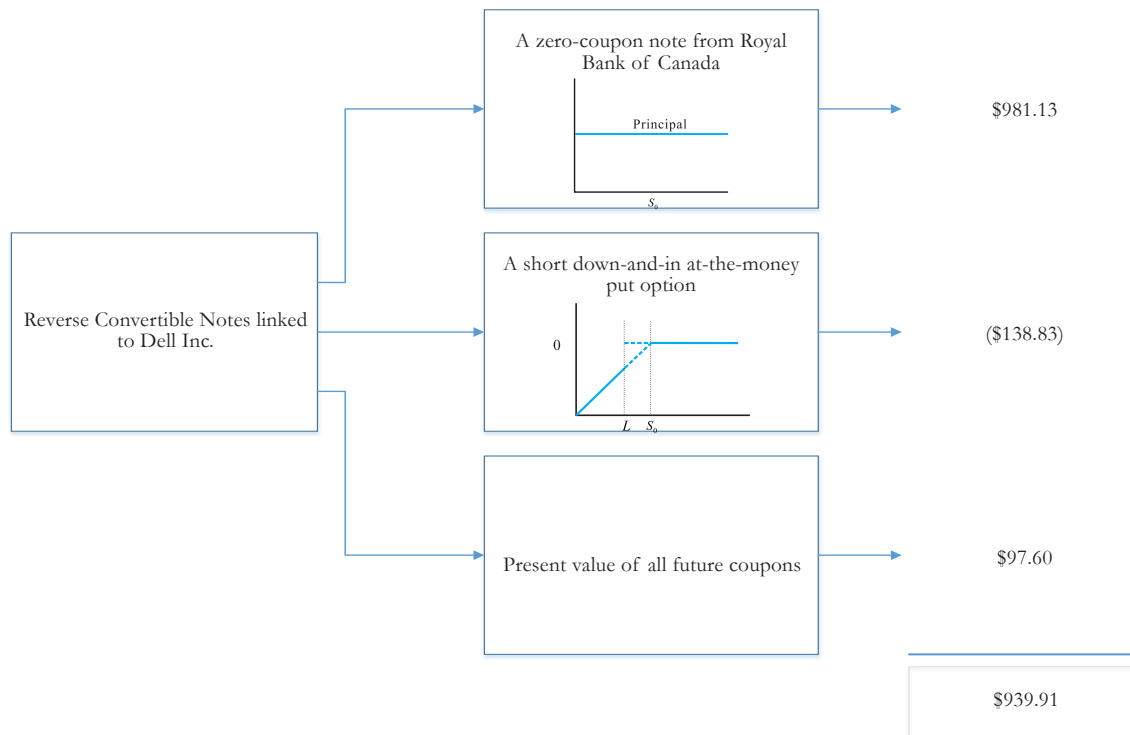 A zero-coupon note from Royal
Bank of Canada
Principal
S₀
$981.13
Reverse Convertible Notes linked
to Dell Inc.
A short down-and-in at-the-money
put option
0
L S₀
($138.83)
Present value of all future coupons
$97.60
$939.91